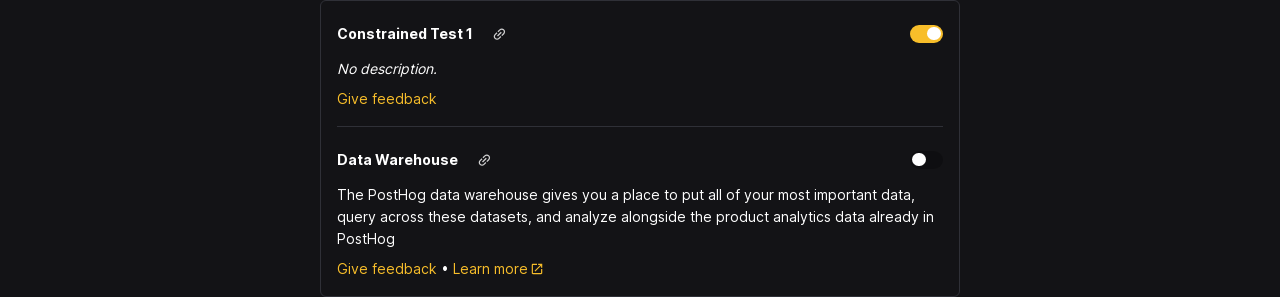 Constrained Test 1
No description.
Give feedback
Data Warehouse
The PostHog data warehouse gives you a place to put all of your most important data,
query across these datasets, and analyze alongside the product analytics data already in
PostHog
Give feedback • Learn more